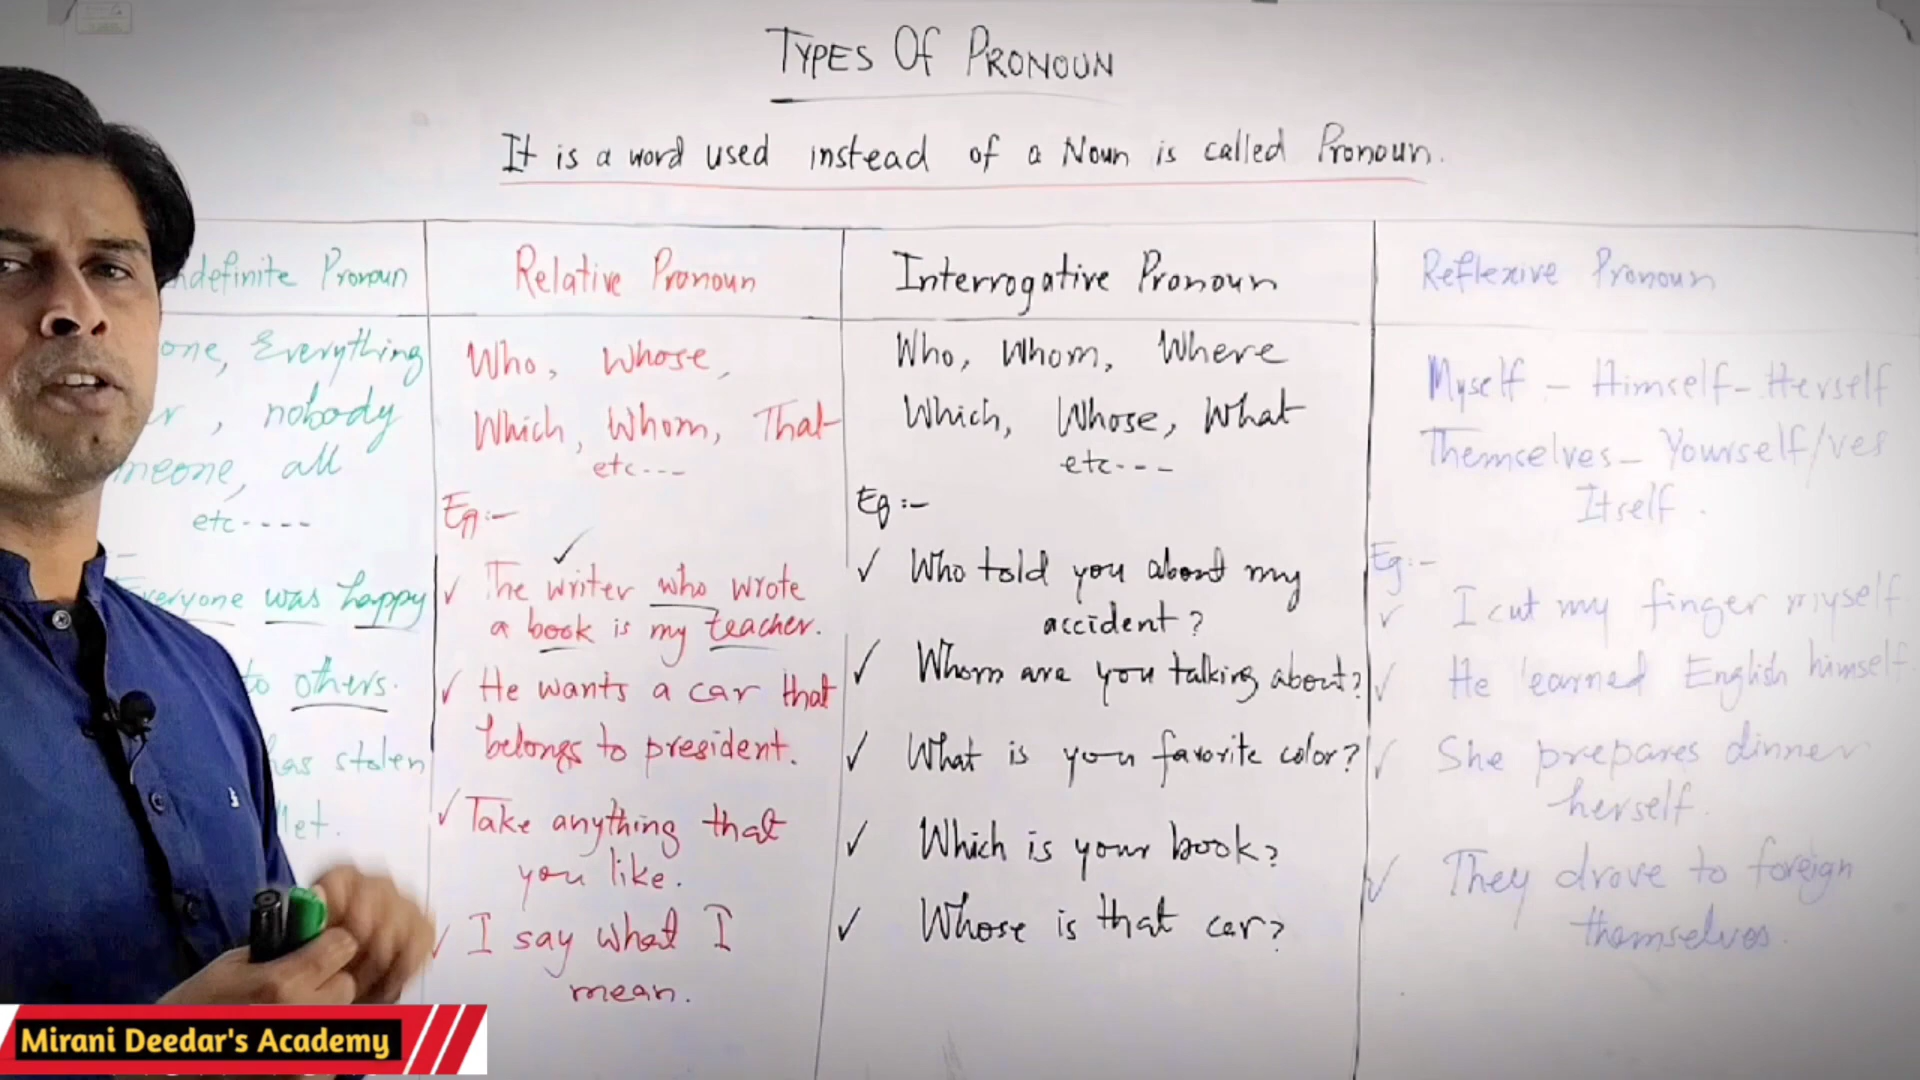 TYPES Of PRONOUN
It is a word used instead of a Noun is called Pronoun.
ndefinite Pronoun
one, Everything
r, nobody
meone, all
etc-----
Everyone was happy
to others.
has stolen
llet.
Relative Pronoun
Who, Whose,
Which, Whom, That
etc----
Eg:-
✓ The writer who wrote
a book is my teacher.
✓ He wants a car that
belongs to president.
✓ Take anything that
you like.
✓ I say what I
mean.
Interrogative Pronoun
Who, Whom, Where
Which, Whose, What
etc---
Eg:-
✓ Who told you about my
accident?
✓ Whom are you talking about?
✓ What is you favorite color?
✓ Which is your book?
✓ Whose is that car?
Reflexive Pronoun
Myself - Himself - Herself
Themselves - Yourself/ves
Itself.
Eg:-
✓ I cut my finger myself
✓ He learned English himself
✓ She prepares dinner
herself.
✓ They drove to foreign
themselves.
Mirani Deedar's Academy